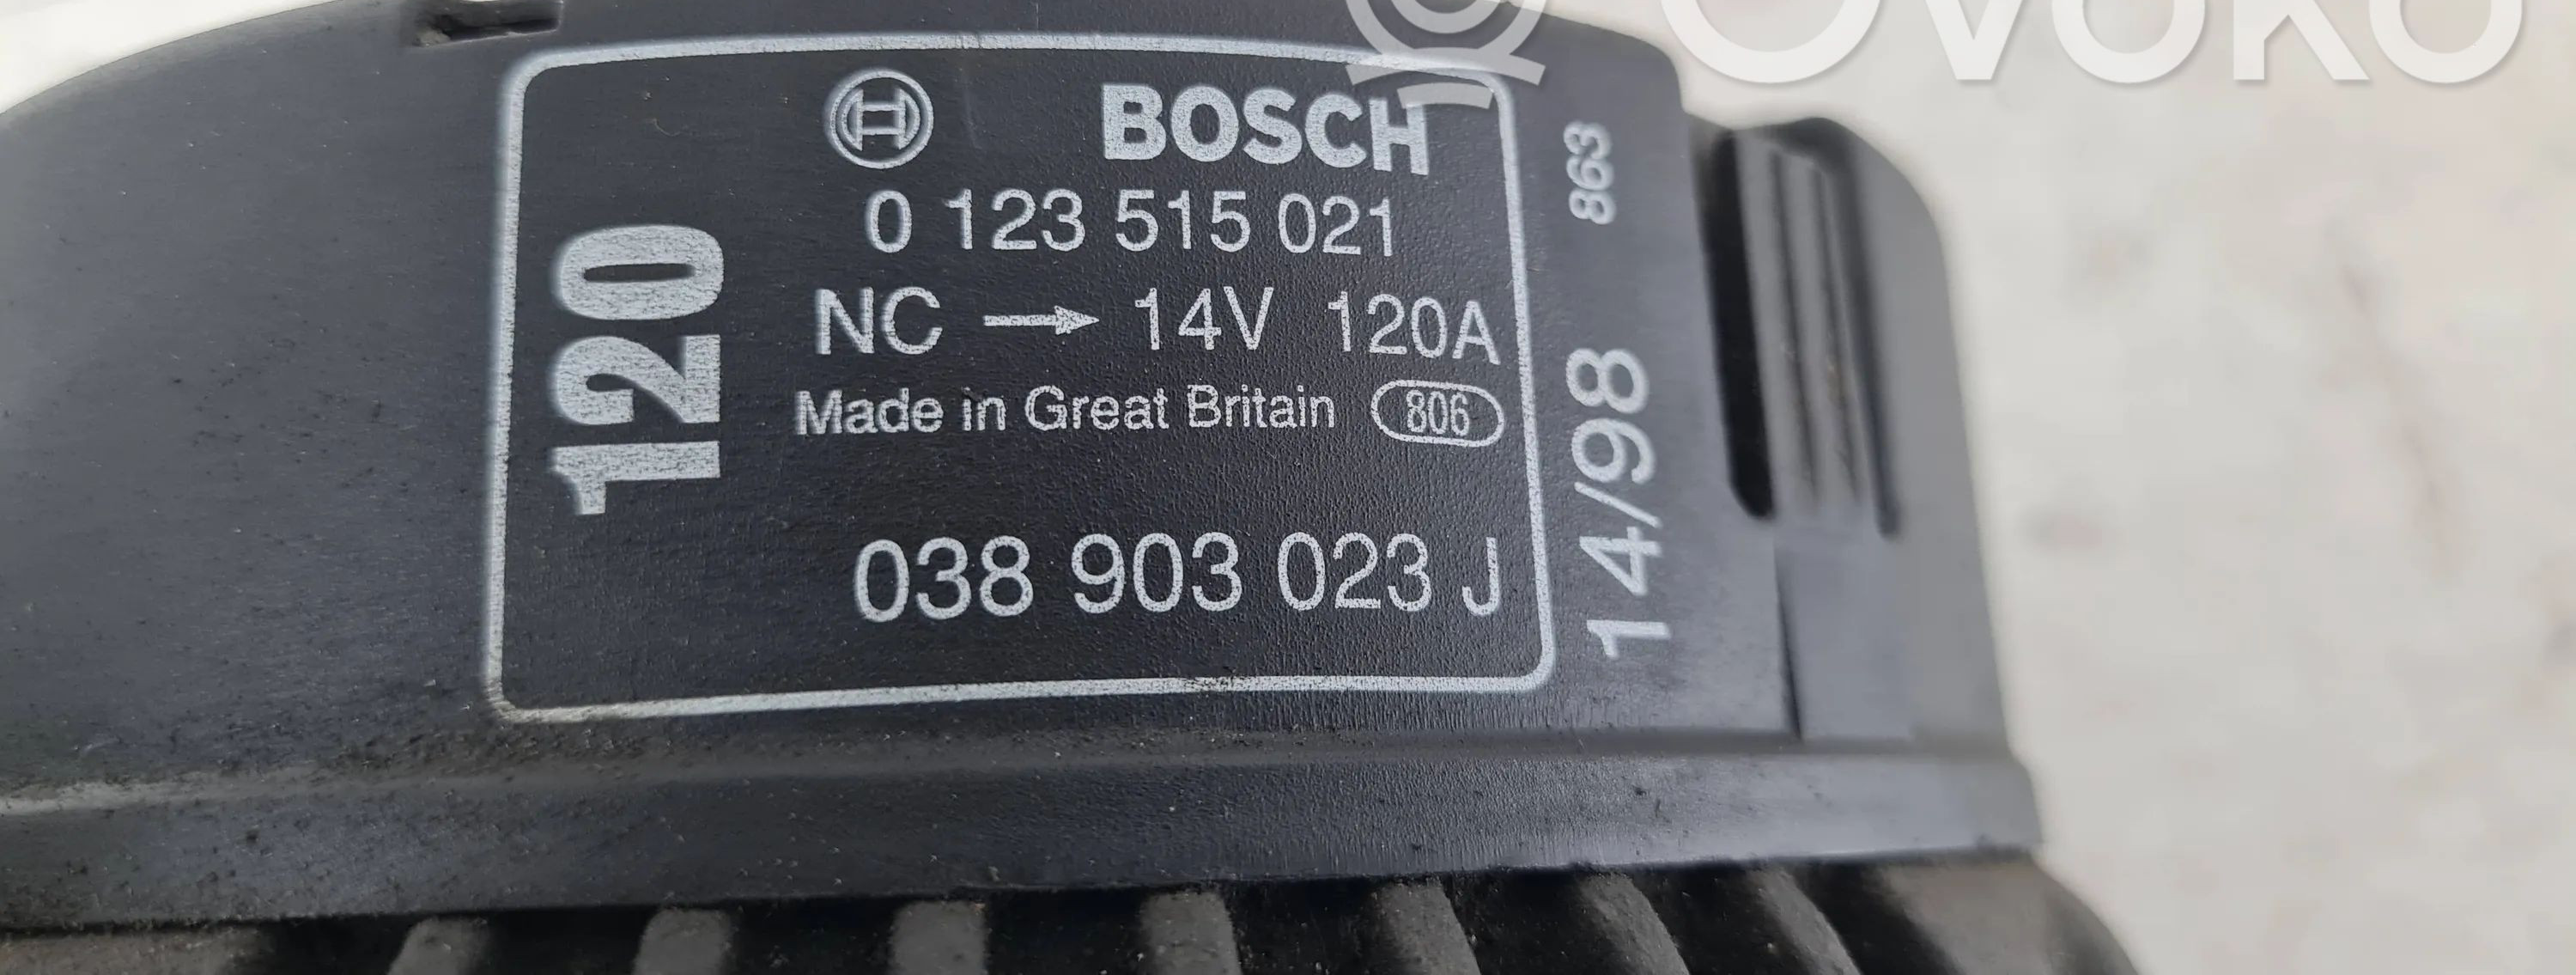 OVOKO
BOSCH
0 123 515 021
NC → 14V 120A
Made in Great Britain 806
038 903 023 J
120
863
14/98